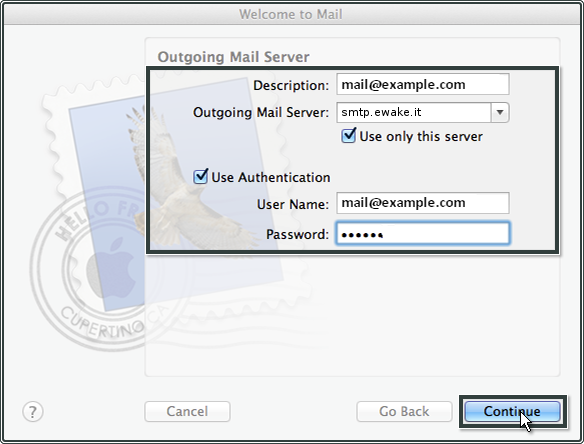 Welcome to Mail
Outgoing Mail Server
Description: mail@example.com
Outgoing Mail Server: smtp.ewake.it
Use only this server
Use Authentication
User Name: mail@example.com
Password: ••••••
HELLO FR
CUPERTINO CA
? Cancel Go Back Continue